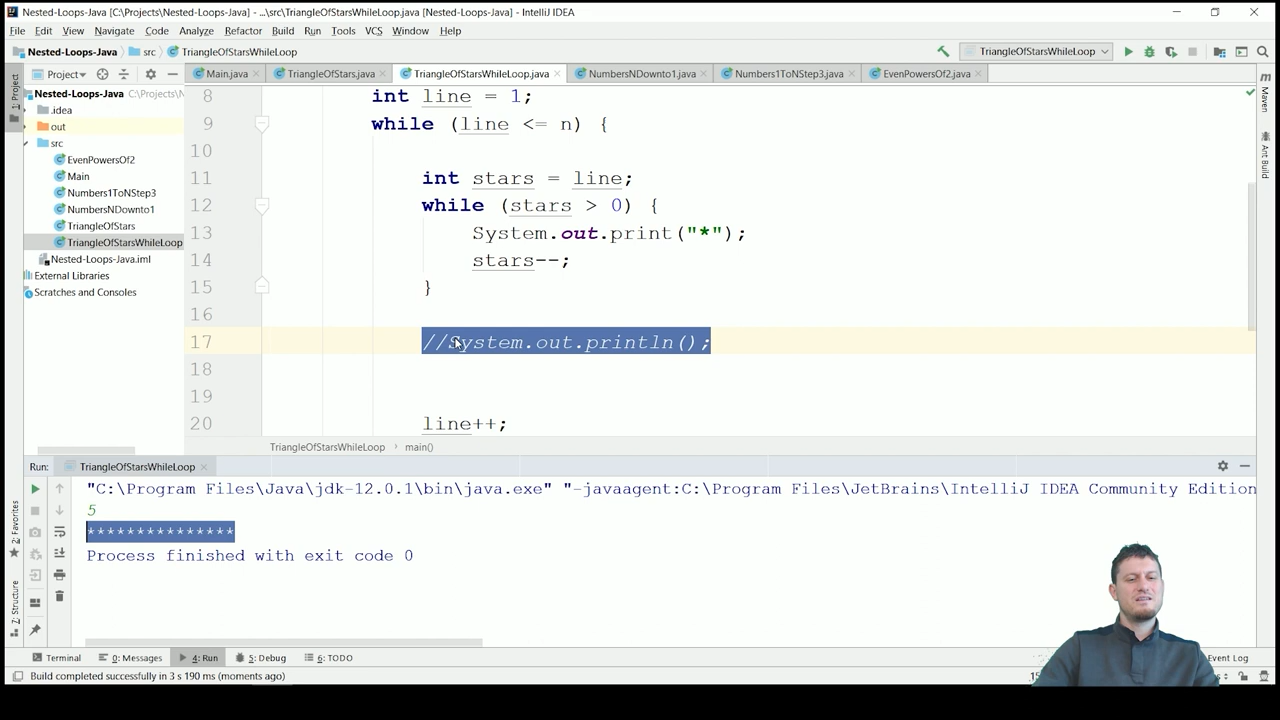 Nested-Loops-Java [C:\Projects\Nested-Loops-Java] - ...\src\TriangleOfStarsWhileLoop.java [Nested-Loops-Java] - IntelliJ IDEA
File Edit View Navigate Code Analyze Refactor Build Run Tools VCS Window Help
Nested-Loops-Java src TriangleOfStarsWhileLoop TriangleOfStarsWhileLoop
Project Main.java TriangleOfStars.java TriangleOfStarsWhileLoop.java NumbersNDownto1.java Numbers1ToNStep3.java EvenPowersOf2.java
1: Project
Maven
Ant Build
Nested-Loops-Java C:\Projects\N
.idea
out
src
EvenPowersOf2
Main
Numbers1ToNStep3
NumbersNDownto1
TriangleOfStars
TriangleOfStarsWhileLoop
Nested-Loops-Java.iml
External Libraries
Scratches and Consoles
8 int line = 1;
9 while (line <= n) {
10
11 int stars = line;
12 while (stars > 0) {
13 System.out.print("*");
14 stars--;
15 }
16
17 //System.out.println();
18
19
20 line++;
TriangleOfStarsWhileLoop main()
Run: TriangleOfStarsWhileLoop
"C:\Program Files\Java\jdk-12.0.1\bin\java.exe" "-javaagent:C:\Program Files\JetBrains\IntelliJ IDEA Community Edition
5
***************
Process finished with exit code 0
2: Favorites
7: Structure
Terminal 0: Messages 4: Run 5: Debug 6: TODO Event Log
Build completed successfully in 3 s 190 ms (moments ago)